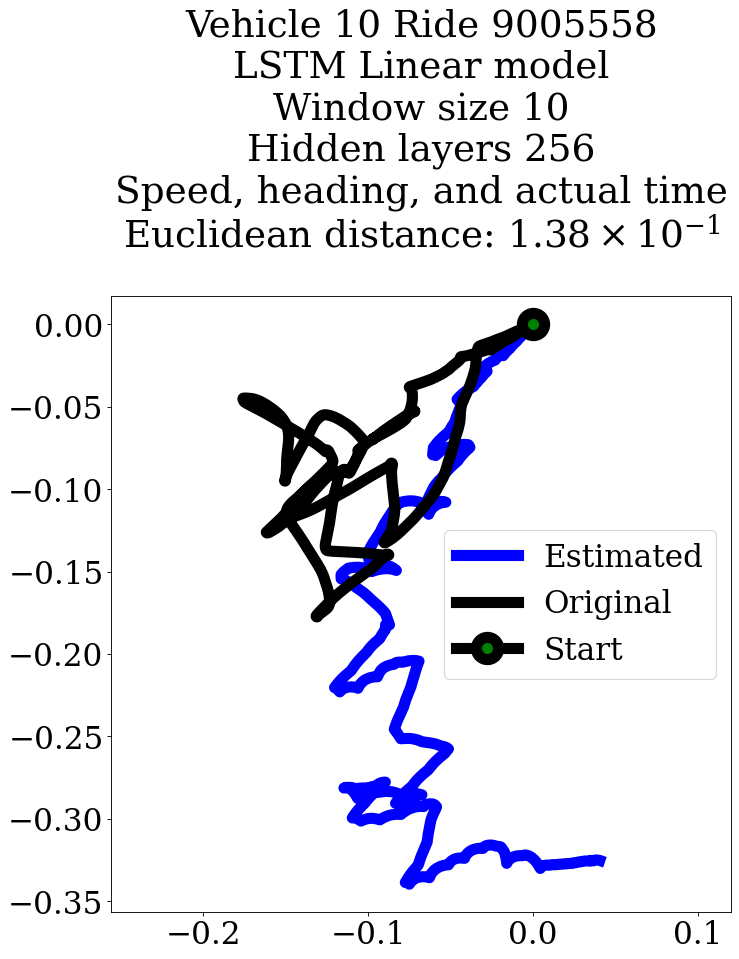 Vehicle 10 Ride 9005558
LSTM Linear model
Window size 10
Hidden layers 256
Speed, heading, and actual time
Euclidean distance: 1.38 × 10⁻¹
0.00
−0.05
−0.10
−0.15
−0.20
−0.25
−0.30
−0.35
Estimated
Original
Start
−0.2 −0.1 0.0 0.1